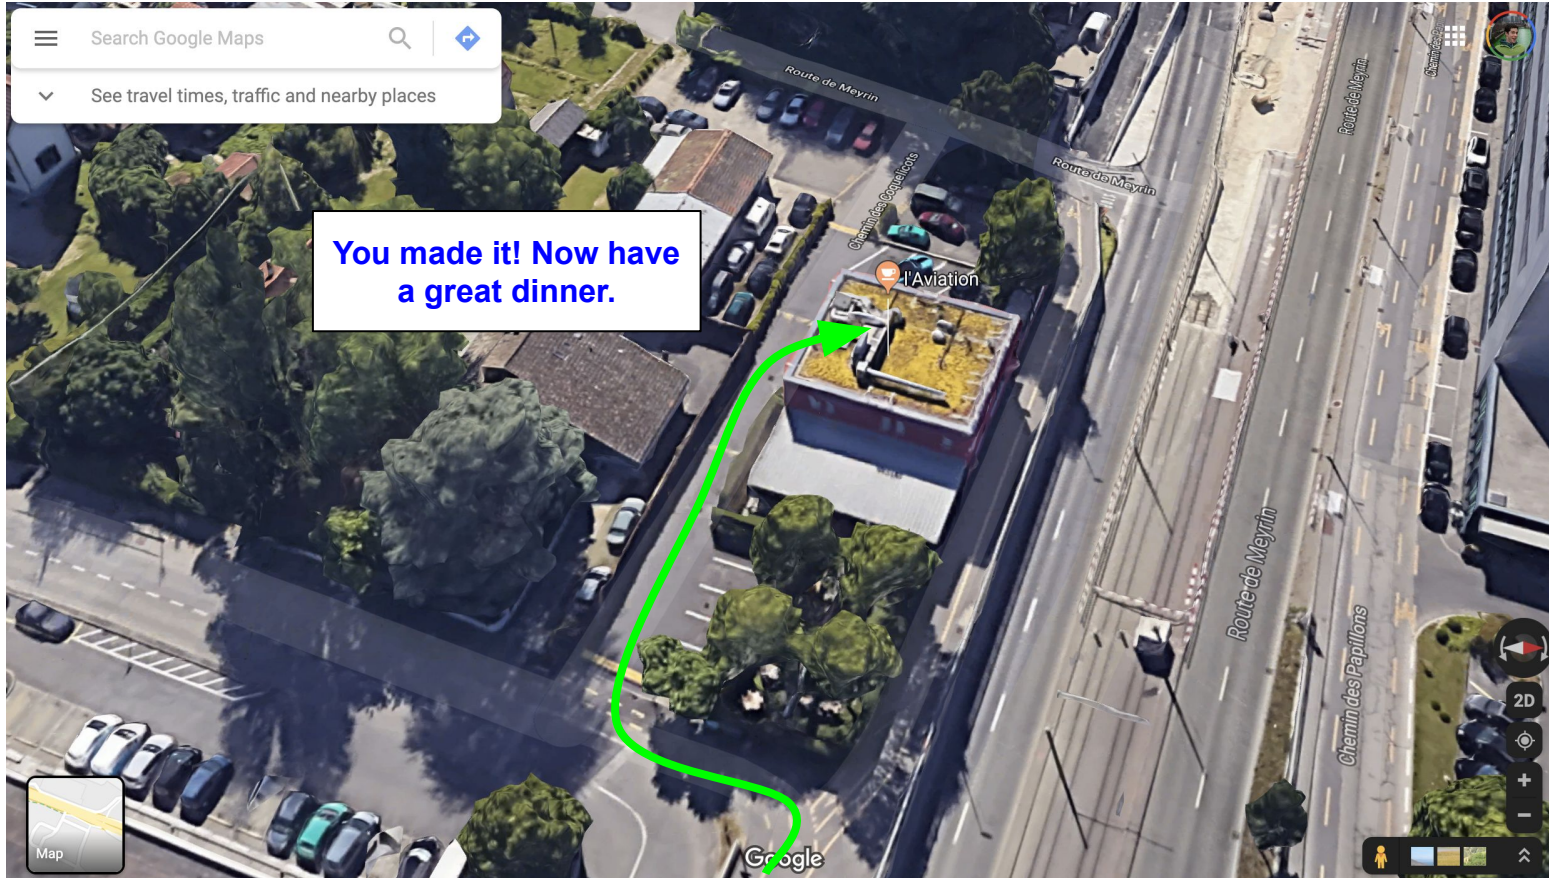 Search Google Maps
See travel times, traffic and nearby places
Route de Meyrin
Route de Meyrin
Route de Meyrin
Chemin des Coquelicots
You made it! Now have
a great dinner.
l'Aviation
Route de Meyrin
Chemin des Papillons
2D
Map
Google